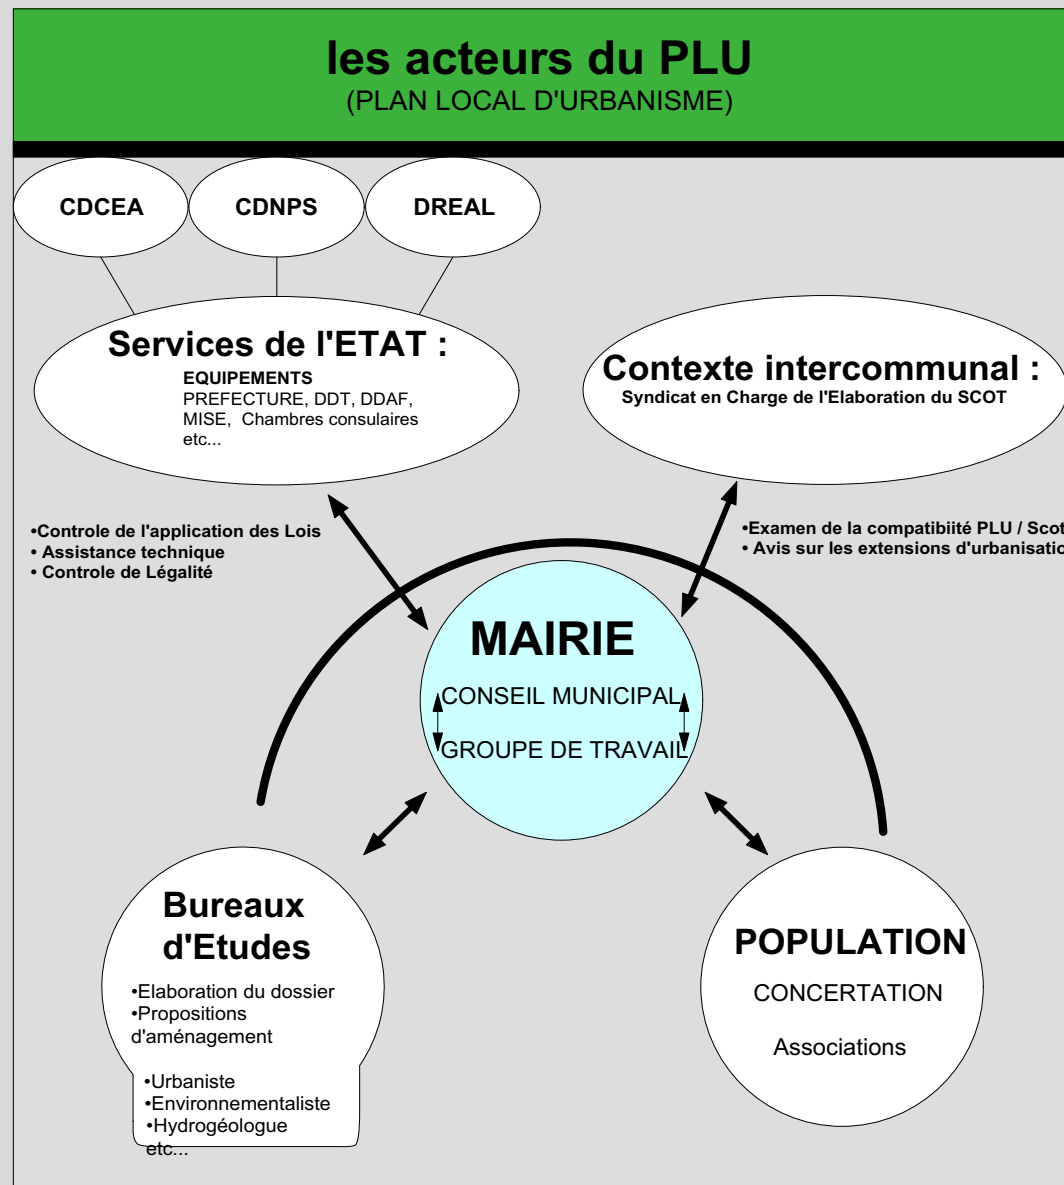 les acteurs du PLU
(PLAN LOCAL D'URBANISME)
CDCEA
CDNPS
DREAL
Services de l'ETAT :
EQUIPEMENTS
PREFECTURE, DDT, DDAF,
MISE, Chambres consulaires
etc...
Contexte intercommunal :
Syndicat en Charge de l'Elaboration du SCOT
•Controle de l'application des Lois
• Assistance technique
• Controle de Légalité
•Examen de la compatibiité PLU / Scot
• Avis sur les extensions d'urbanisatio
MAIRIE
CONSEIL MUNICIPAL
GROUPE DE TRAVAIL
Bureaux
d'Etudes
•Elaboration du dossier
•Propositions
d'aménagement
•Urbaniste
•Environnementaliste
•Hydrogéologue
etc...
POPULATION
CONCERTATION
Associations